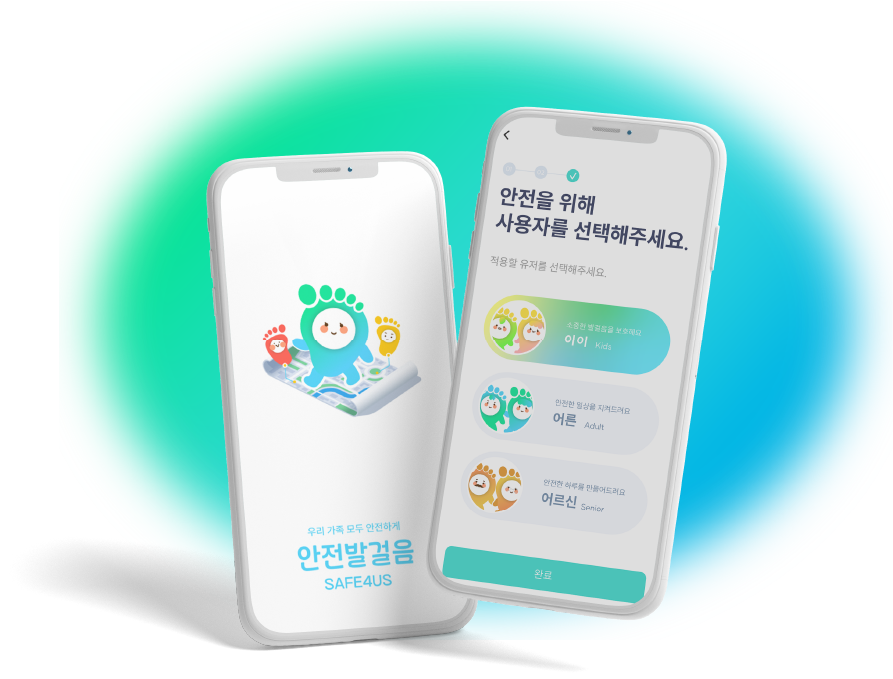 우리 가족 모두 안전하게
안전발걸음
SAFE4US
안전을 위해
사용자를 선택해주세요.
적용할 유저를 선택해주세요.
소중한 발걸음을 보호해요
아이 Kids
안전한 일상을 지켜드려요
어른 Adult
안전한 하루를 만들어드려요
어르신 Senior
완료